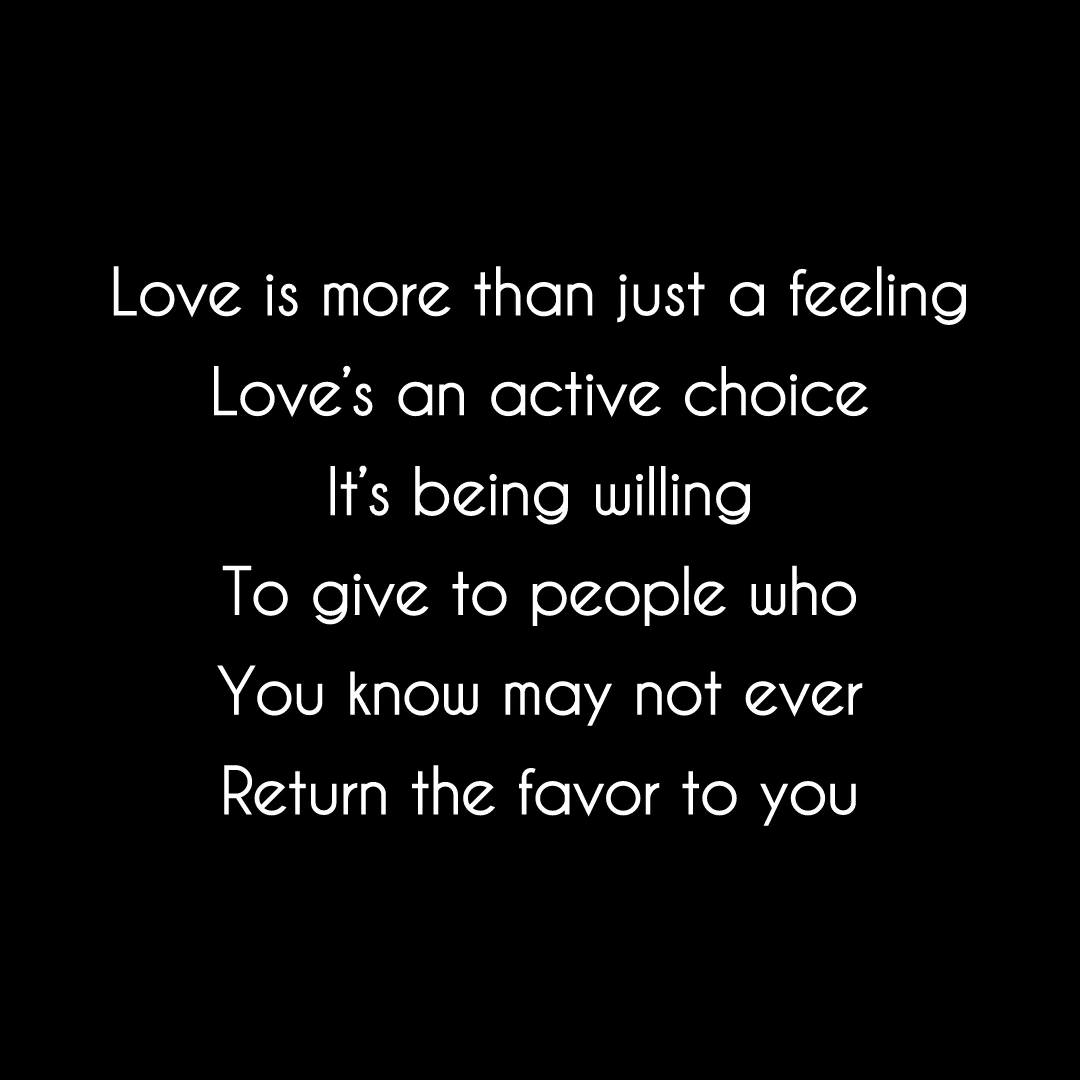 Love is more than just a feeling
Love’s an active choice
It’s being willing
To give to people who
You know may not ever
Return the favor to you